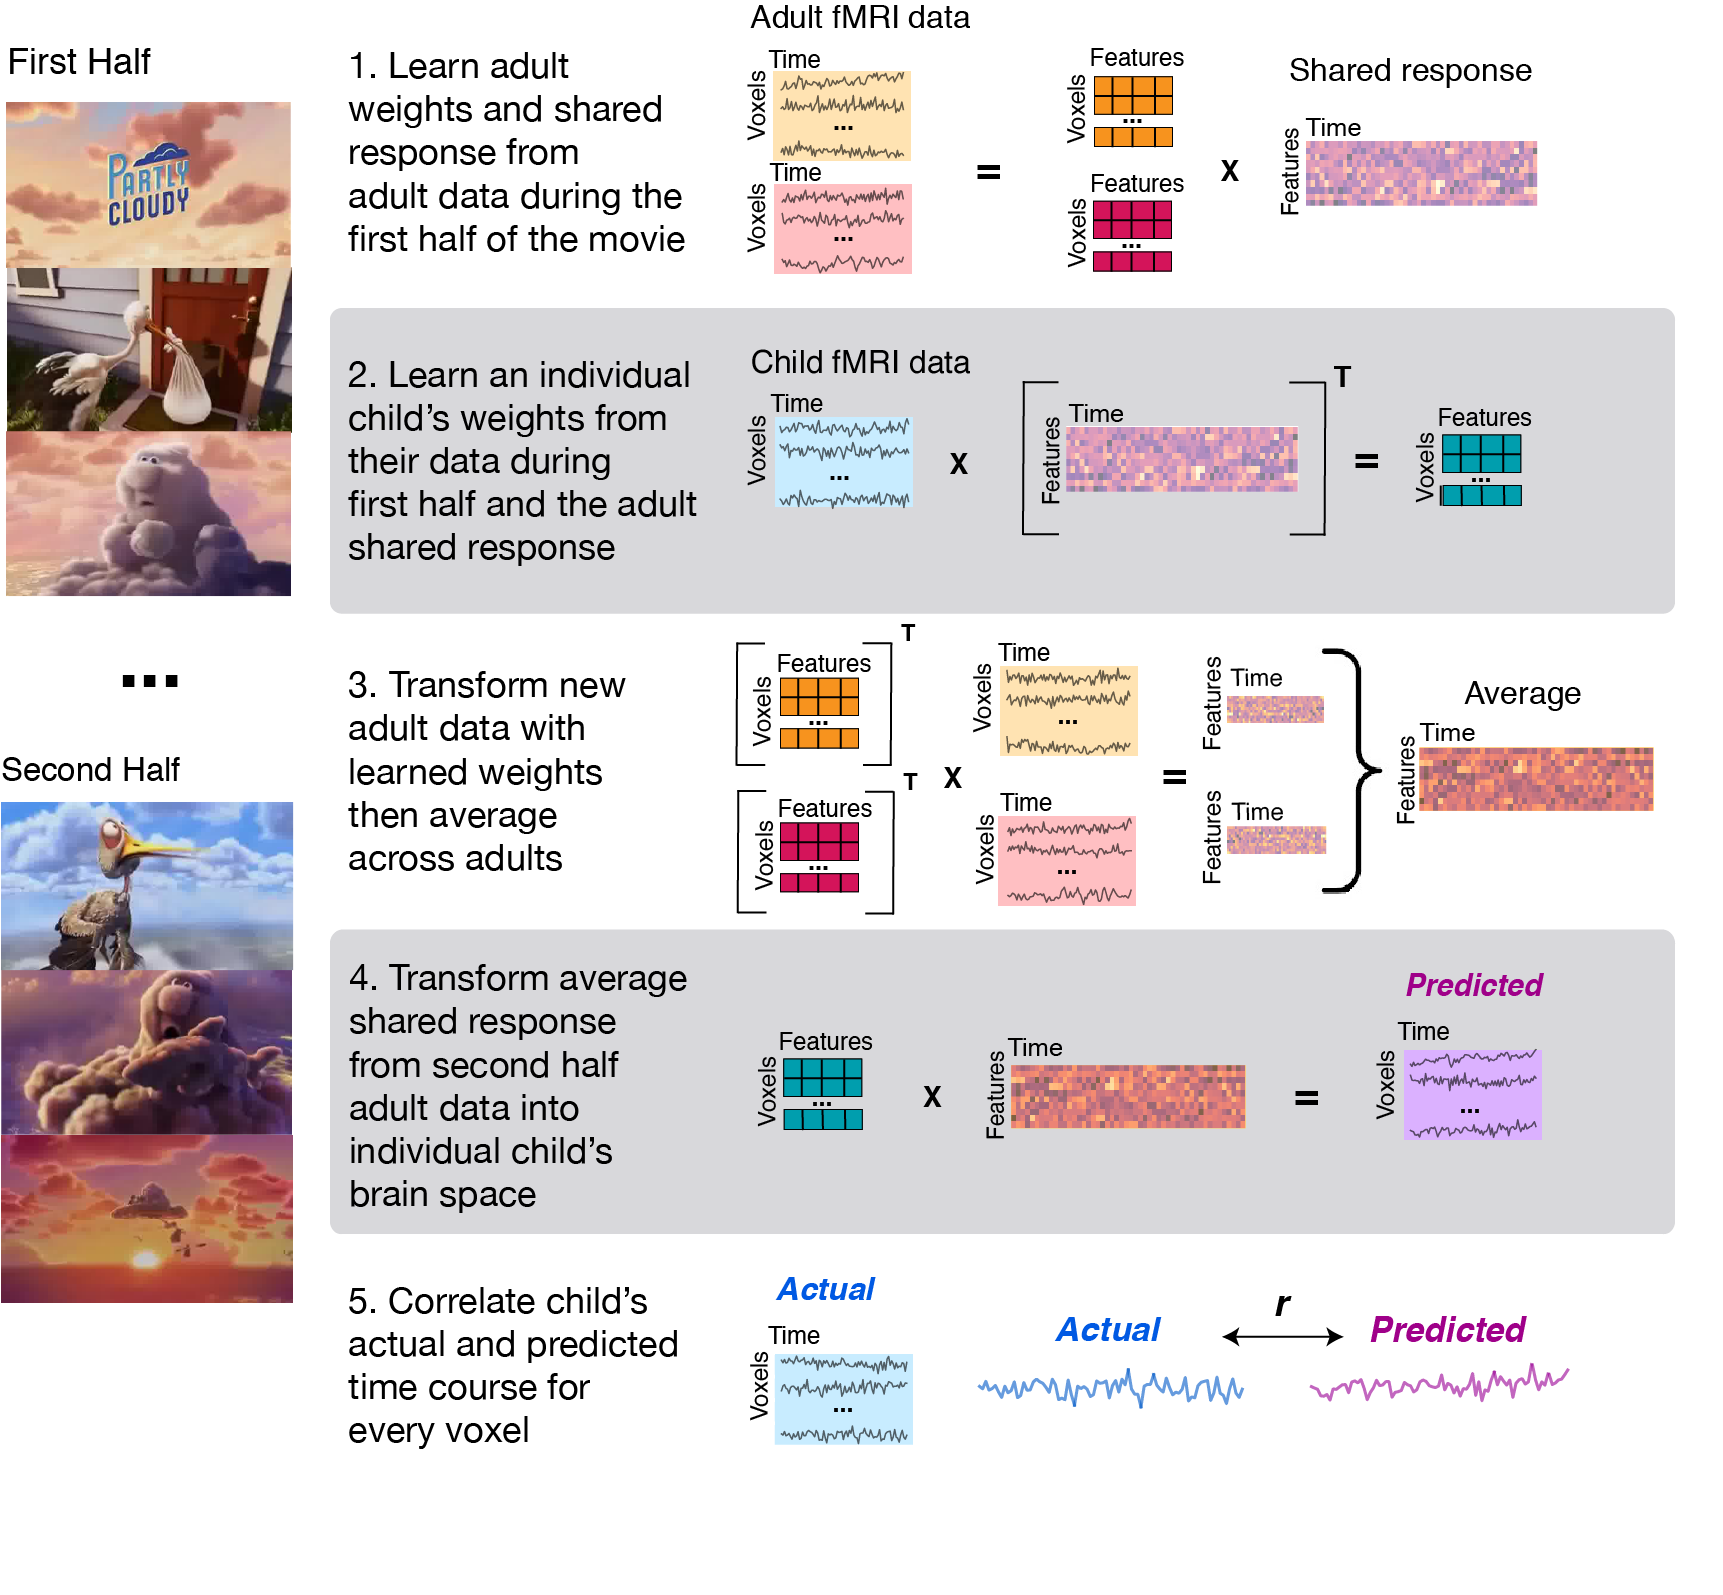 First Half
PARTLY
CLOUDY
...
Second Half
1. Learn adult
weights and shared
response from
adult data during the
first half of the movie
Adult fMRI data
Time
Voxels
...
Time
Voxels
...
=
Features
Voxels
...
Features
Voxels
...
x
Shared response
Time
Features
2. Learn an individual
child's weights from
their data during
first half and the adult
shared response
Child fMRI data
Time
Voxels
...
x
Time
Features
T
=
Features
Voxels
...
3. Transform new
adult data with
learned weights
then average
across adults
Features
Voxels
...
T
Features
Voxels
...
T
x
Time
Voxels
...
Time
Voxels
...
=
Time
Features
Time
Features
Average
Time
Features
4. Transform average
shared response
from second half
adult data into
individual child's
brain space
Features
Voxels
...
x
Time
Features
=
Predicted
Time
Voxels
...
5. Correlate child's
actual and predicted
time course for
every voxel
Actual
Time
Voxels
...
Actual
r
Predicted